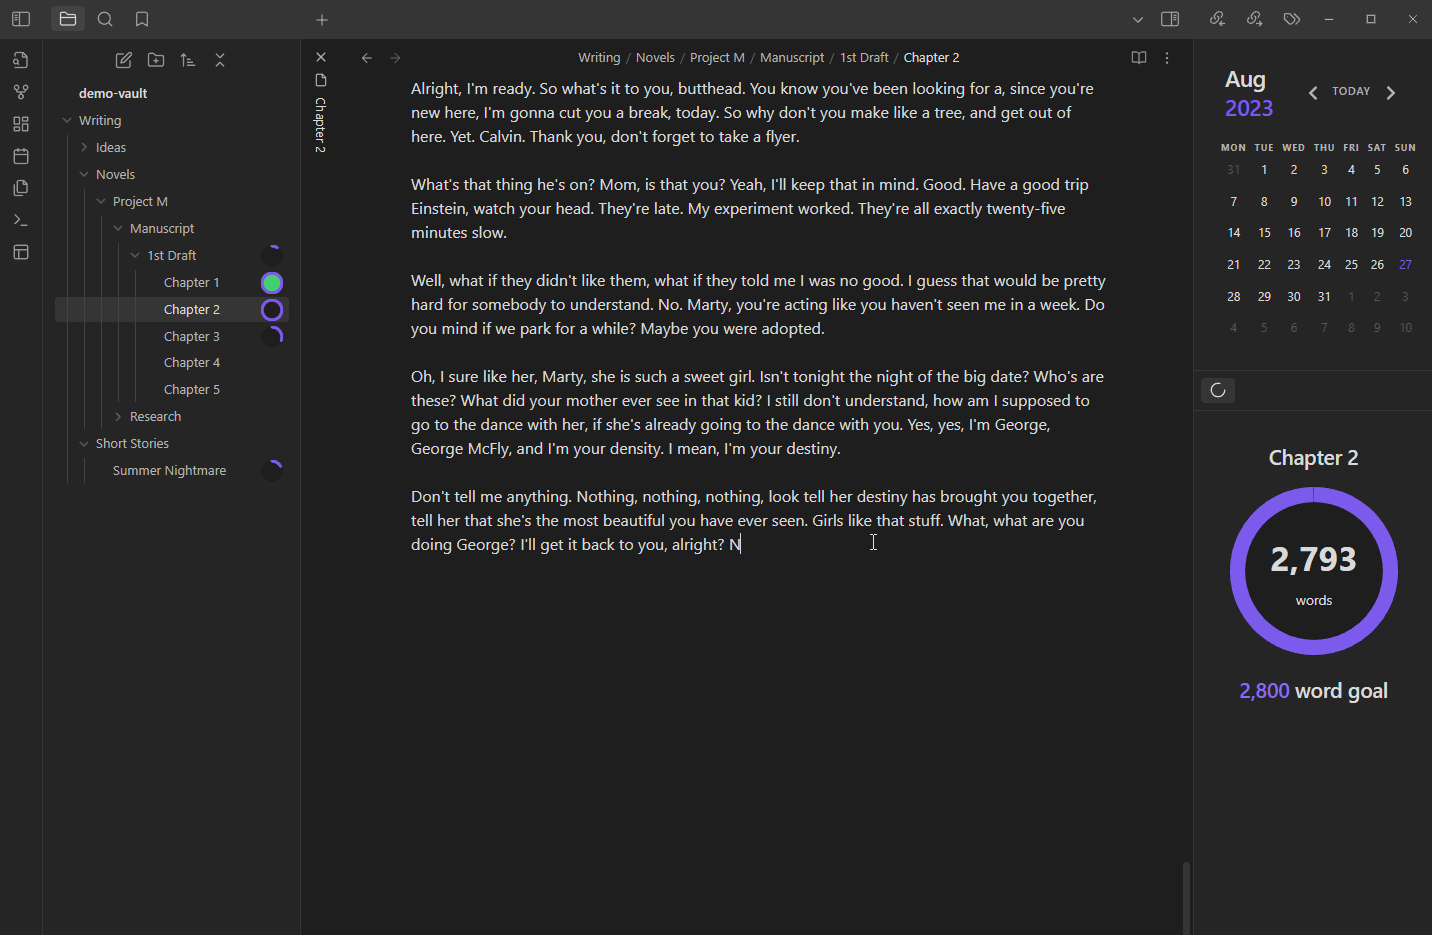 demo-vault
Writing
Ideas
Novels
Project M
Manuscript
1st Draft
Chapter 1
Chapter 2
Chapter 3
Chapter 4
Chapter 5
Research
Short Stories
Summer Nightmare
Chapter 2
Writing / Novels / Project M / Manuscript / 1st Draft / Chapter 2
Alright, I'm ready. So what's it to you, butthead. You know you've been looking for a, since you're
new here, I'm gonna cut you a break, today. So why don't you make like a tree, and get out of
here. Yet. Calvin. Thank you, don't forget to take a flyer.
What's that thing he's on? Mom, is that you? Yeah, I'll keep that in mind. Good. Have a good trip
Einstein, watch your head. They're late. My experiment worked. They're all exactly twenty-five
minutes slow.
Well, what if they didn't like them, what if they told me I was no good. I guess that would be pretty
hard for somebody to understand. No. Marty, you're acting like you haven't seen me in a week. Do
you mind if we park for a while? Maybe you were adopted.
Oh, I sure like her, Marty, she is such a sweet girl. Isn't tonight the night of the big date? Who's are
these? What did your mother ever see in that kid? I still don't understand, how am I supposed to
go to the dance with her, if she's already going to the dance with you. Yes, yes, I'm George,
George McFly, and I'm your density. I mean, I'm your destiny.
Don't tell me anything. Nothing, nothing, nothing, look tell her destiny has brought you together,
tell her that she's the most beautiful you have ever seen. Girls like that stuff. What, what are you
doing George? I'll get it back to you, alright? N
Aug
2023
TODAY
MON TUE WED THU FRI SAT SUN
31 1 2 3 4 5 6
7 8 9 10 11 12 13
14 15 16 17 18 19 20
21 22 23 24 25 26 27
28 29 30 31 1 2 3
4 5 6 7 8 9 10
Chapter 2
2,793
words
2,800 word goal